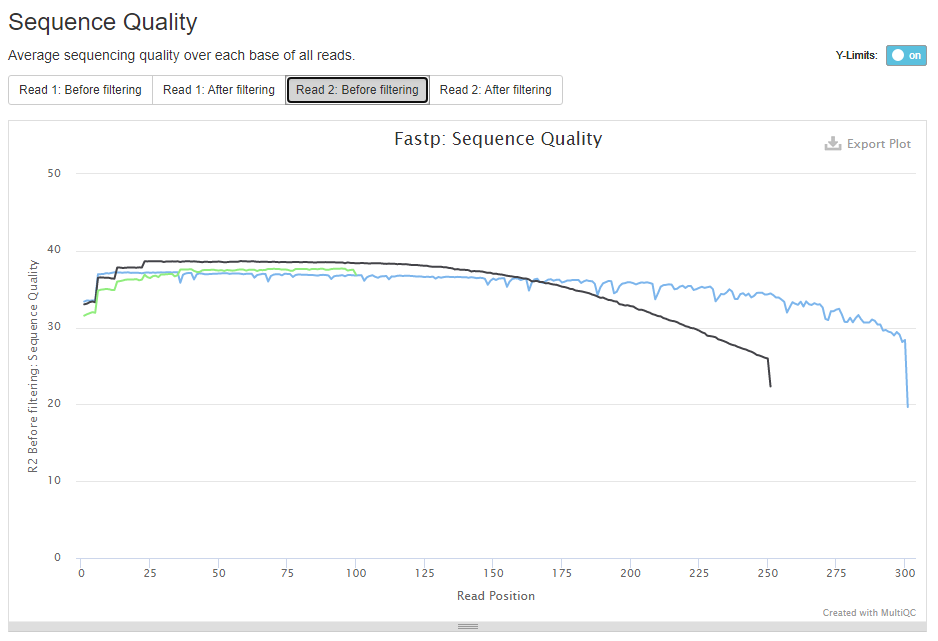 Sequence Quality
Average sequencing quality over each base of all reads.
Y-Limits: on
Read 1: Before filtering Read 1: After filtering Read 2: Before filtering Read 2: After filtering
Fastp: Sequence Quality
Export Plot
R2 Before filtering: Sequence Quality
50
40
30
20
10
0
0 25 50 75 100 125 150 175 200 225 250 275 300
Read Position
Created with MultiQC